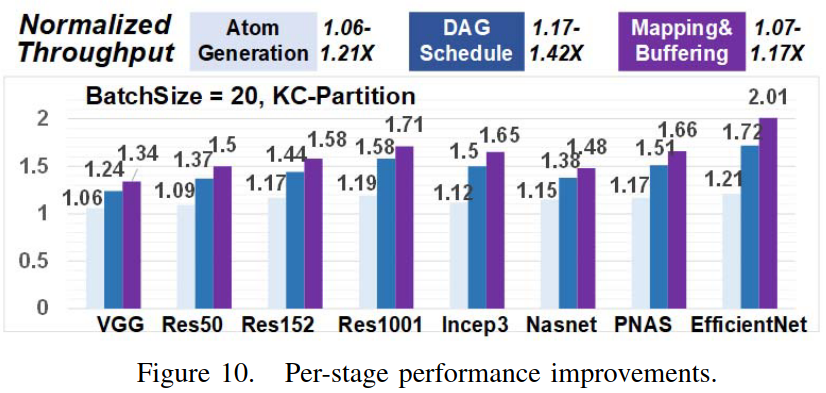 Normalized Throughput
Atom Generation 1.06-1.21X
DAG Schedule 1.17-1.42X
Mapping& Buffering 1.07-1.17X
BatchSize = 20, KC-Partition
2
1.5
1
0.5
0
1.06 1.24 1.34
1.09 1.37 1.5
1.17 1.44 1.58
1.19 1.58 1.71
1.12 1.5 1.65
1.15 1.38 1.48
1.17 1.51 1.66
1.21 1.72 2.01
VGG Res50 Res152 Res1001 Incep3 Nasnet PNAS EfficientNet
Figure 10. Per-stage performance improvements.